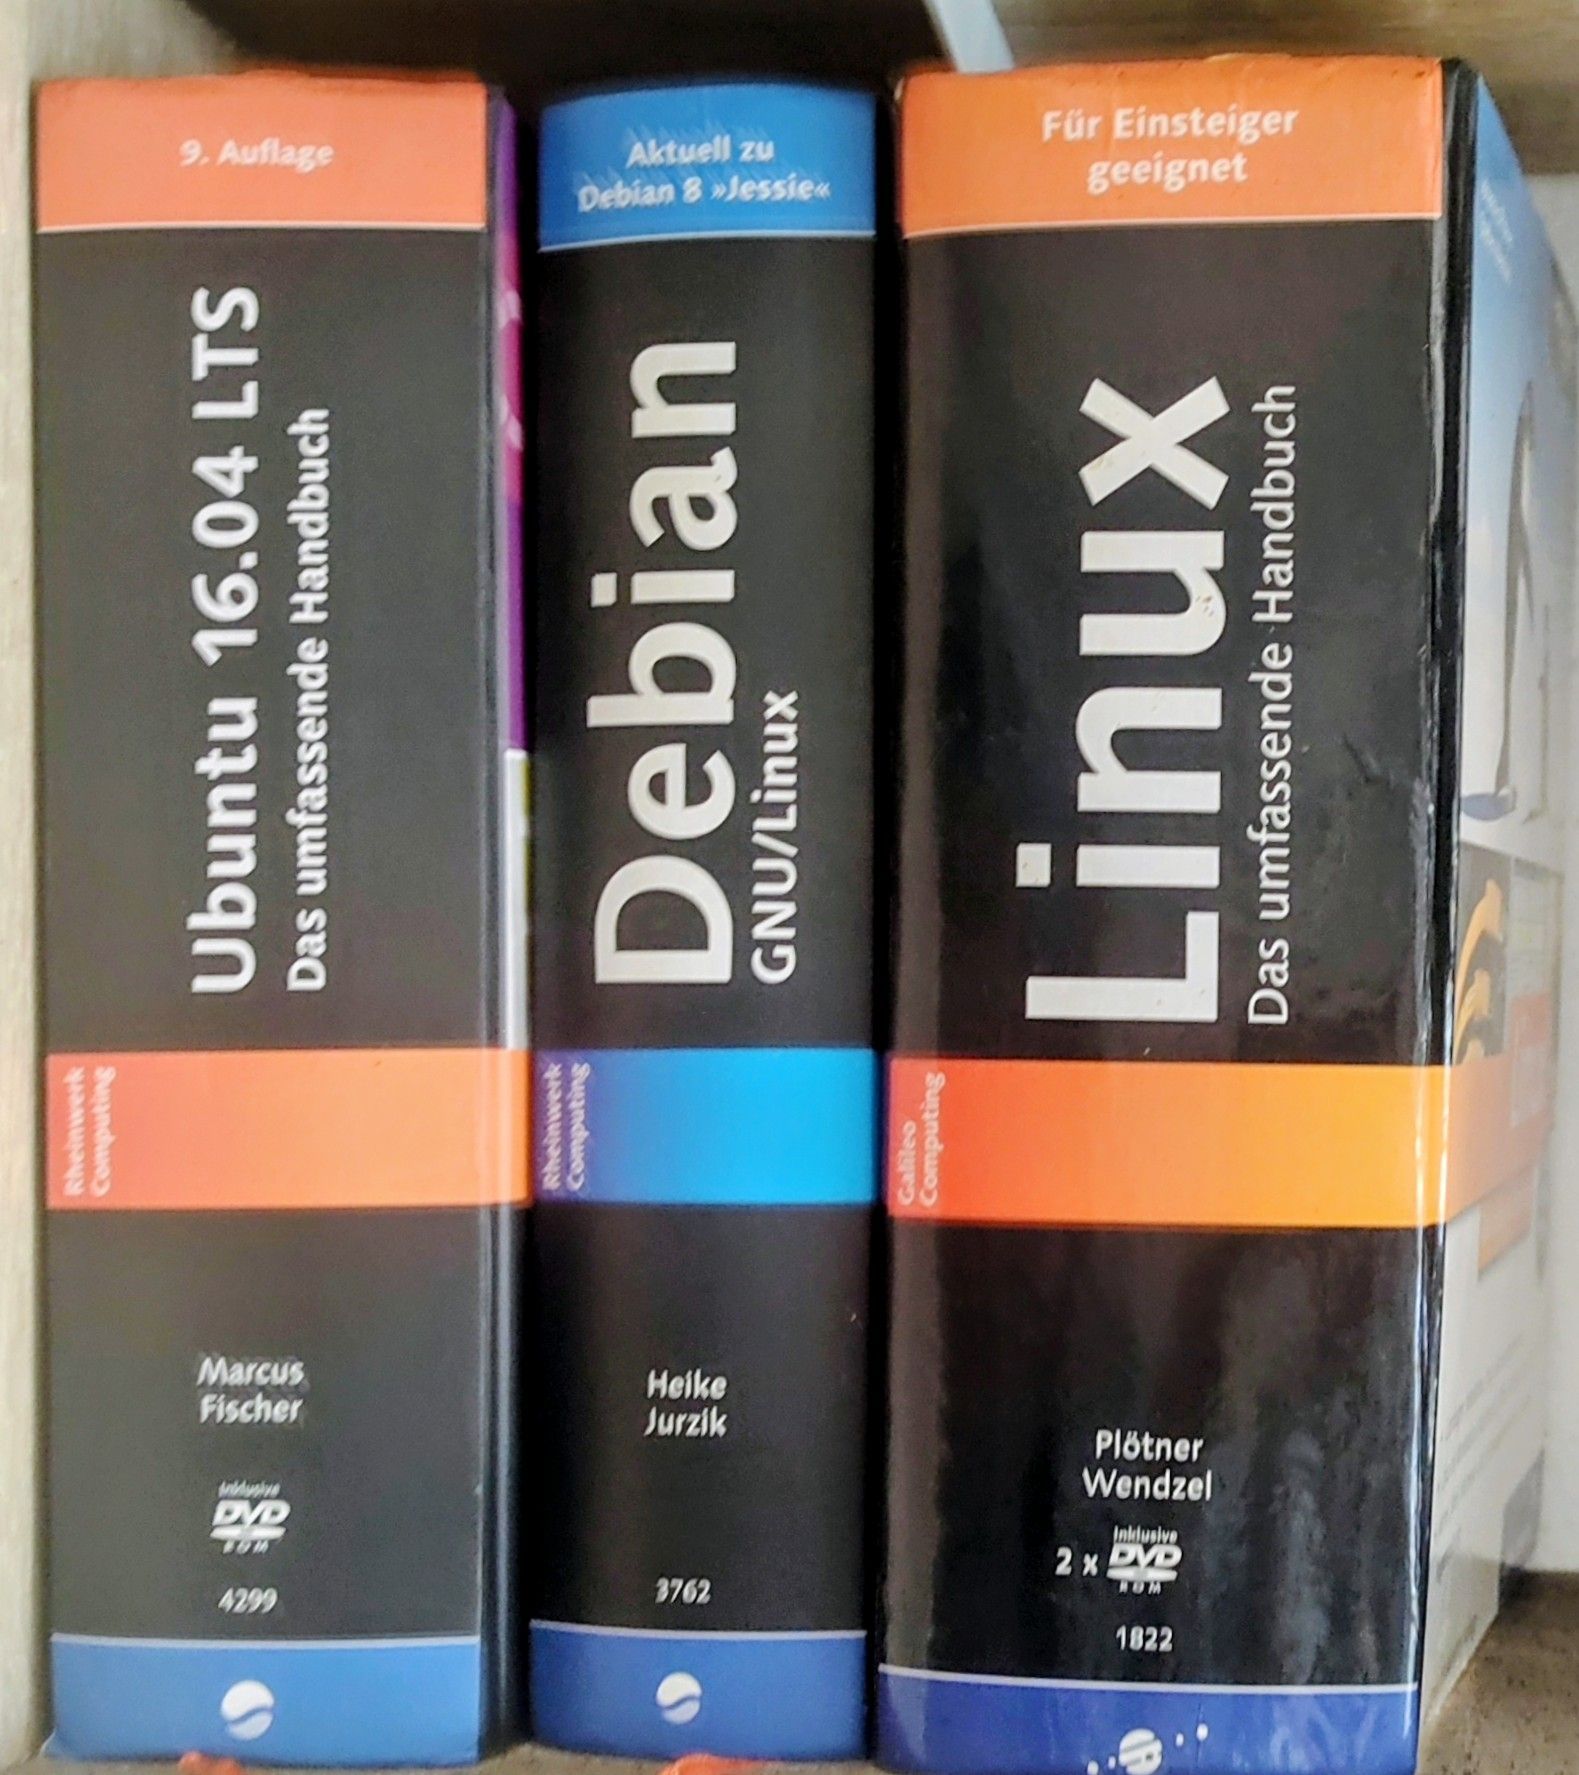 9. Auflage
Ubuntu 16.04 LTS
Das umfassende Handbuch
Rheinwerk
Computing
Marcus
Fischer
Inklusive
DVD
ROM
4299
Aktuell zu
Debian 8 »Jessie«
Debian
GNU/Linux
Rheinwerk
Computing
Heike
Jurzik
3762
Für Einsteiger
geeignet
Linux
Das umfassende Handbuch
Galileo
Computing
Plötner
Wendzel
Inklusive
2 x DVD
ROM
1822